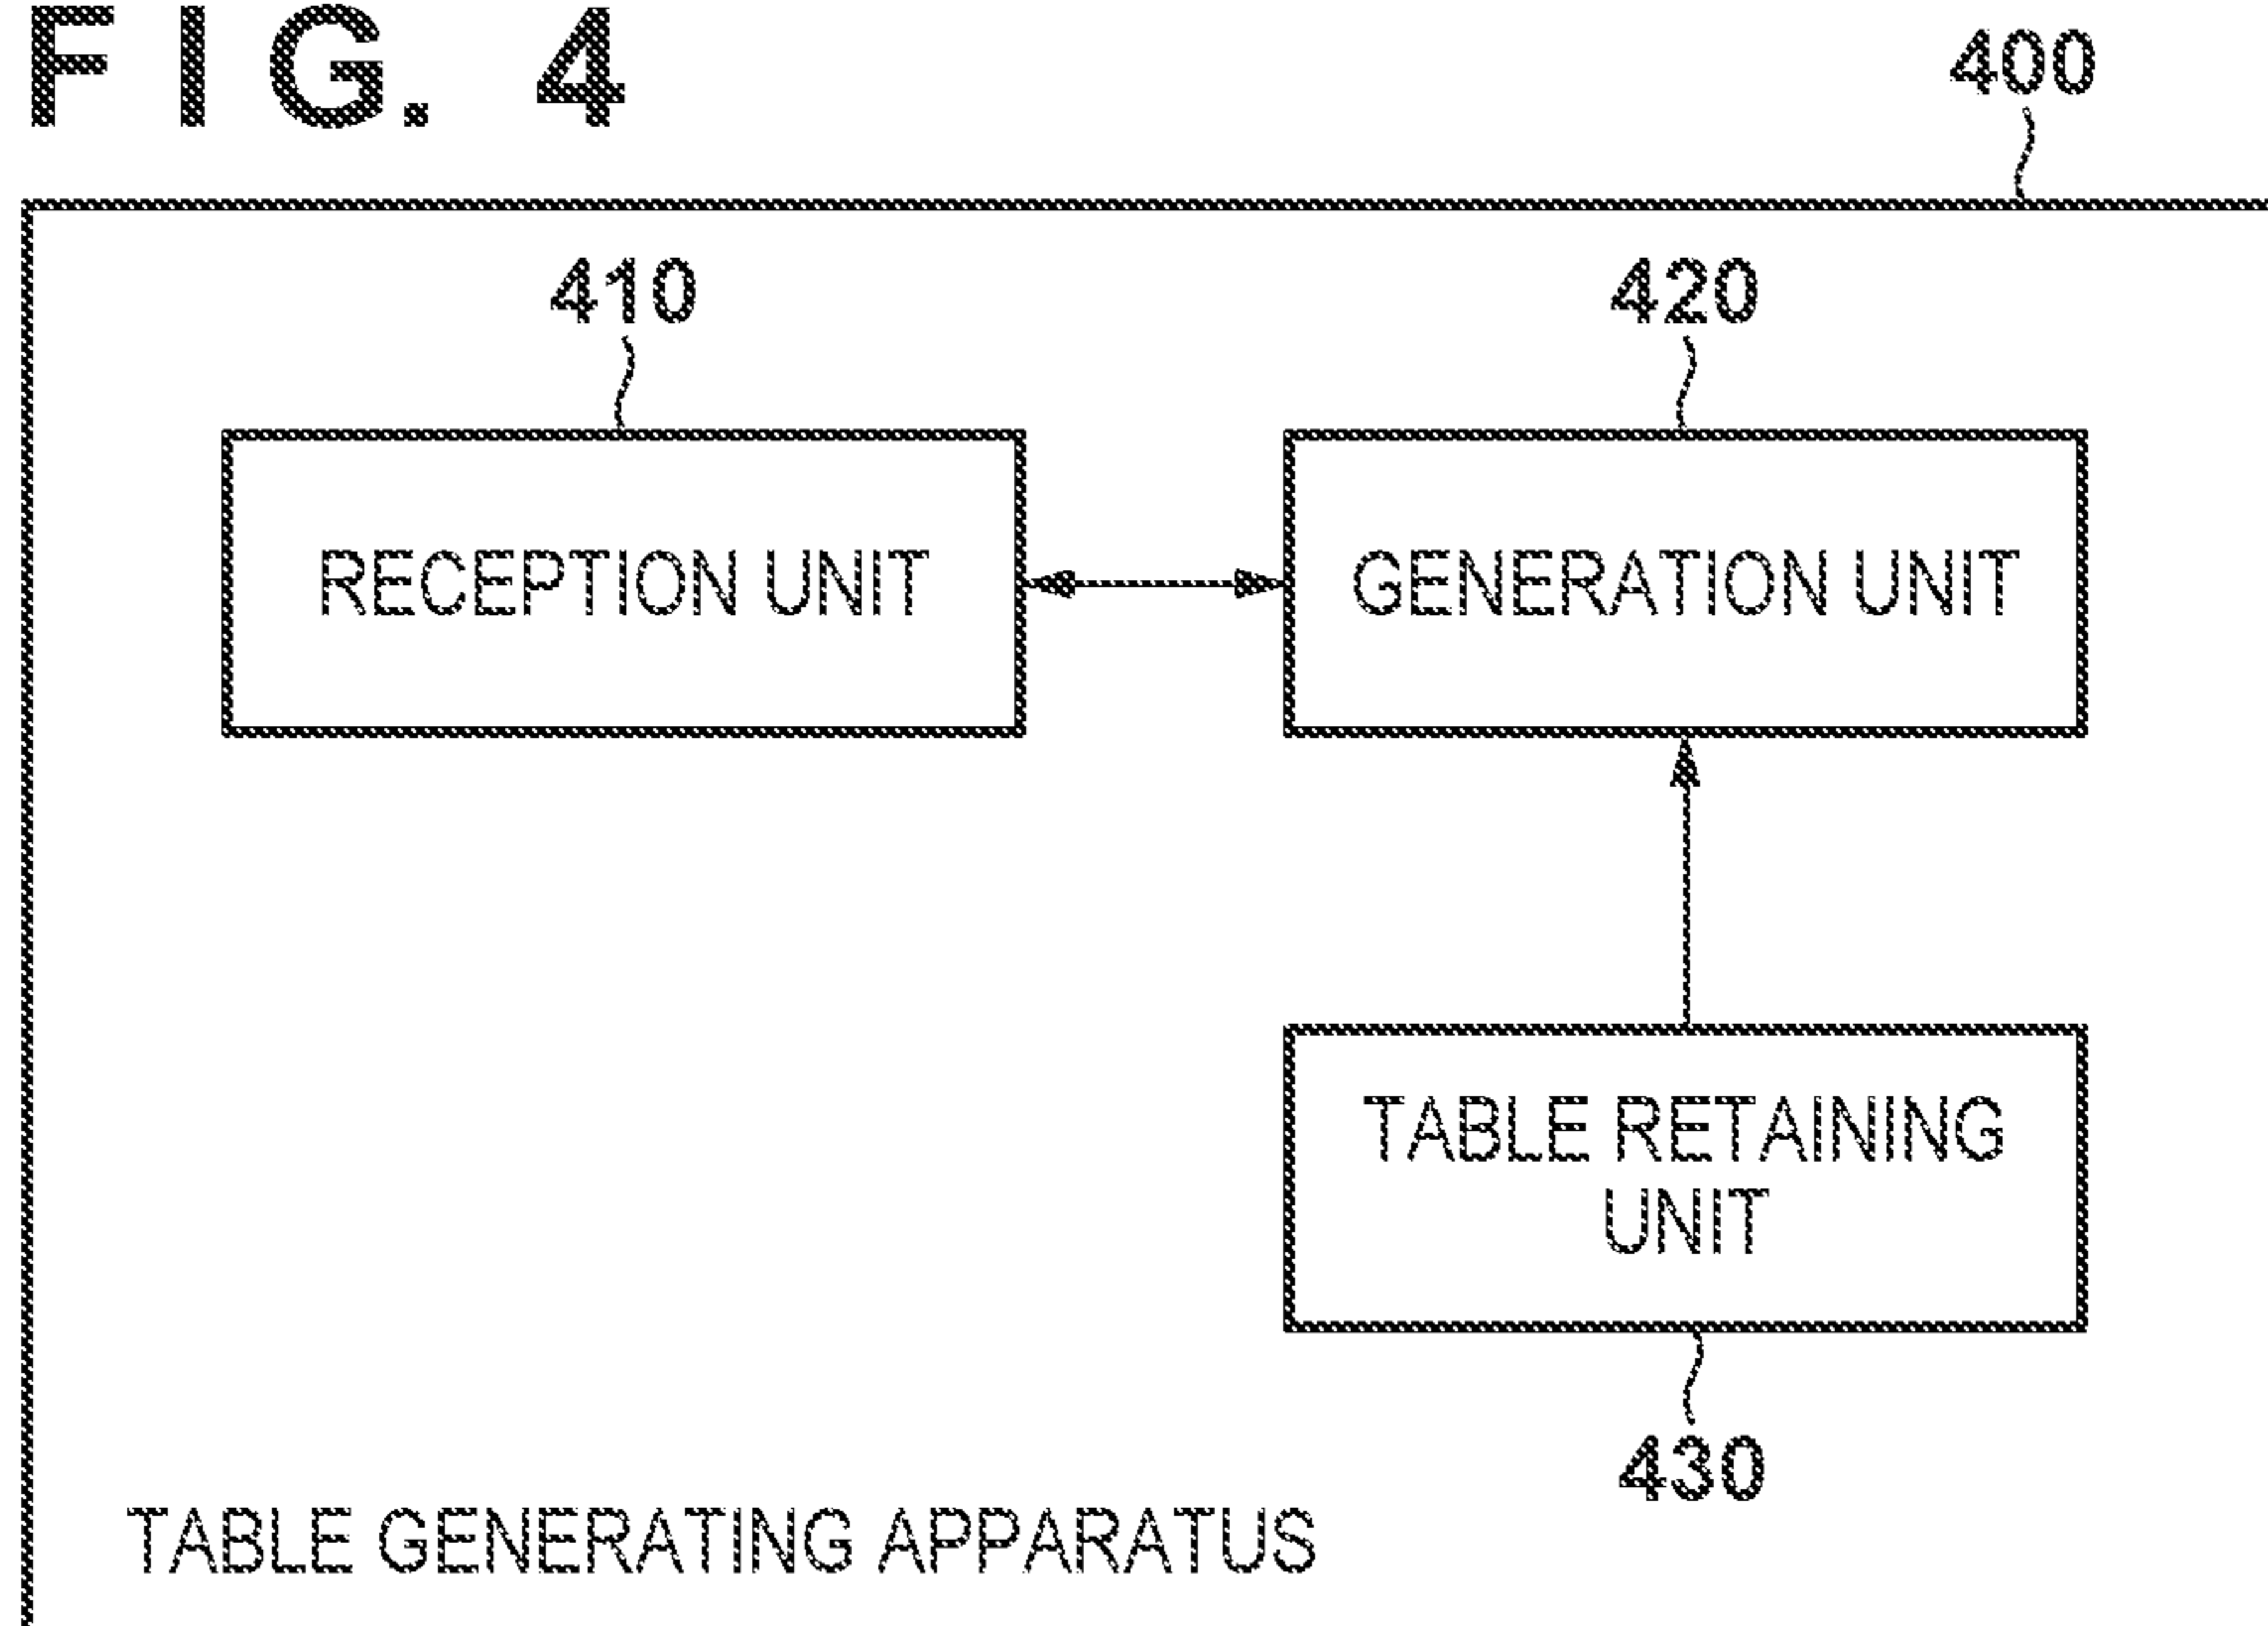 FIG. 4
400
410
420
RECEPTION UNIT
GENERATION UNIT
TABLE RETAINING
UNIT
430
TABLE GENERATING APPARATUS